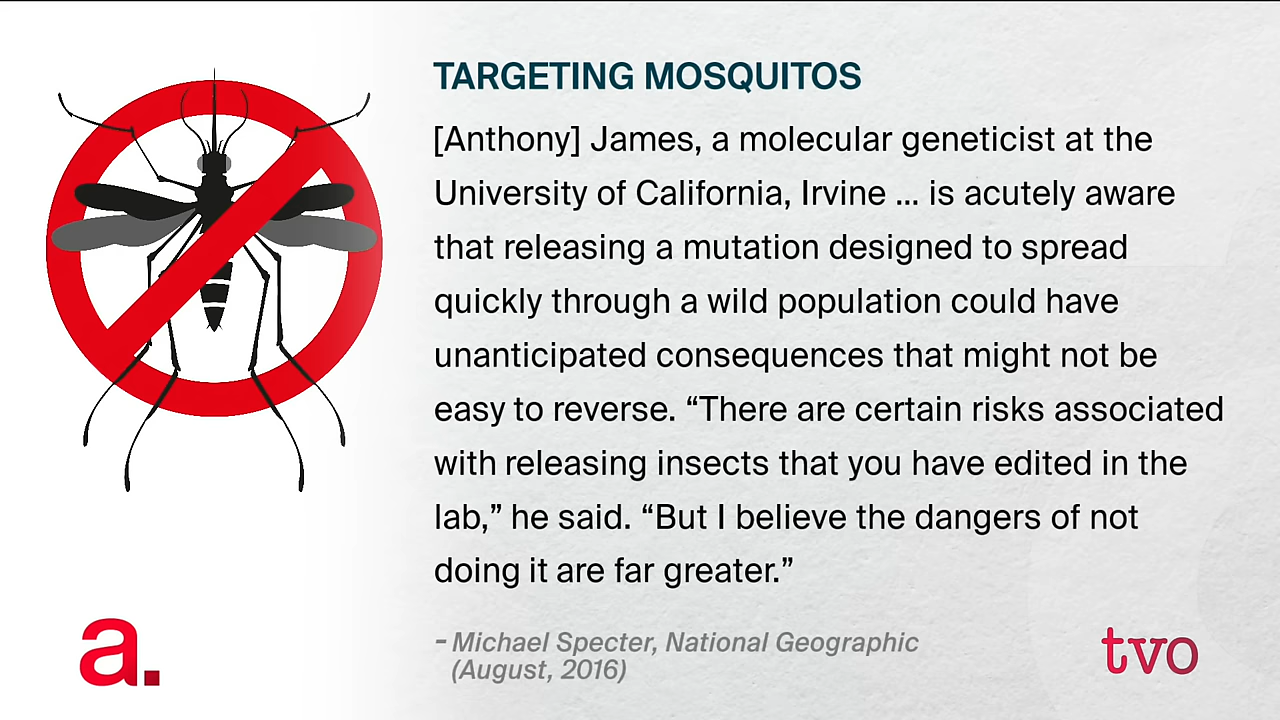 TARGETING MOSQUITOS
[Anthony] James, a molecular geneticist at the
University of California, Irvine ... is acutely aware
that releasing a mutation designed to spread
quickly through a wild population could have
unanticipated consequences that might not be
easy to reverse. “There are certain risks associated
with releasing insects that you have edited in the
lab,” he said. “But I believe the dangers of not
doing it are far greater.”
- Michael Specter, National Geographic
(August, 2016)
a.
tvo